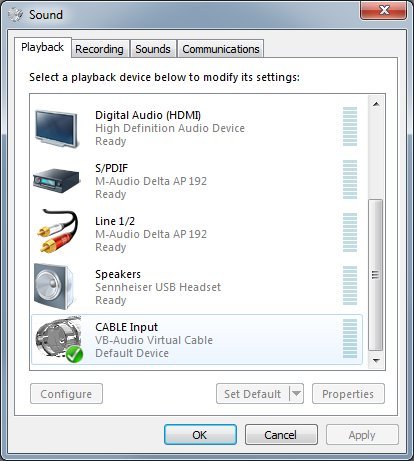 Sound
Playback Recording Sounds Communications
Select a playback device below to modify its settings:
Digital Audio (HDMI)
High Definition Audio Device
Ready
S/PDIF
M-Audio Delta AP 192
Ready
Line 1/2
M-Audio Delta AP 192
Ready
Speakers
Sennheiser USB Headset
Ready
CABLE Input
VB-Audio Virtual Cable
Default Device
Configure Set Default Properties
OK Cancel Apply